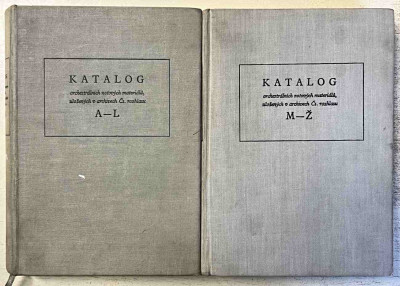 KATALOG
orchestrálních notových materiálů,
uložených v archivech Čs. rozhlasu
A—L
KATALOG
orchestrálních notových materiálů,
uložených v archivech Čs. rozhlasu
M—Ž